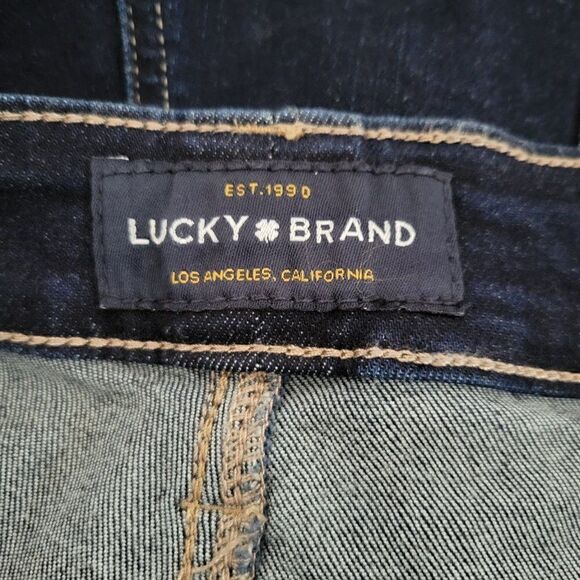 EST.1990
LUCKY BRAND
LOS ANGELES, CALIFORNIA